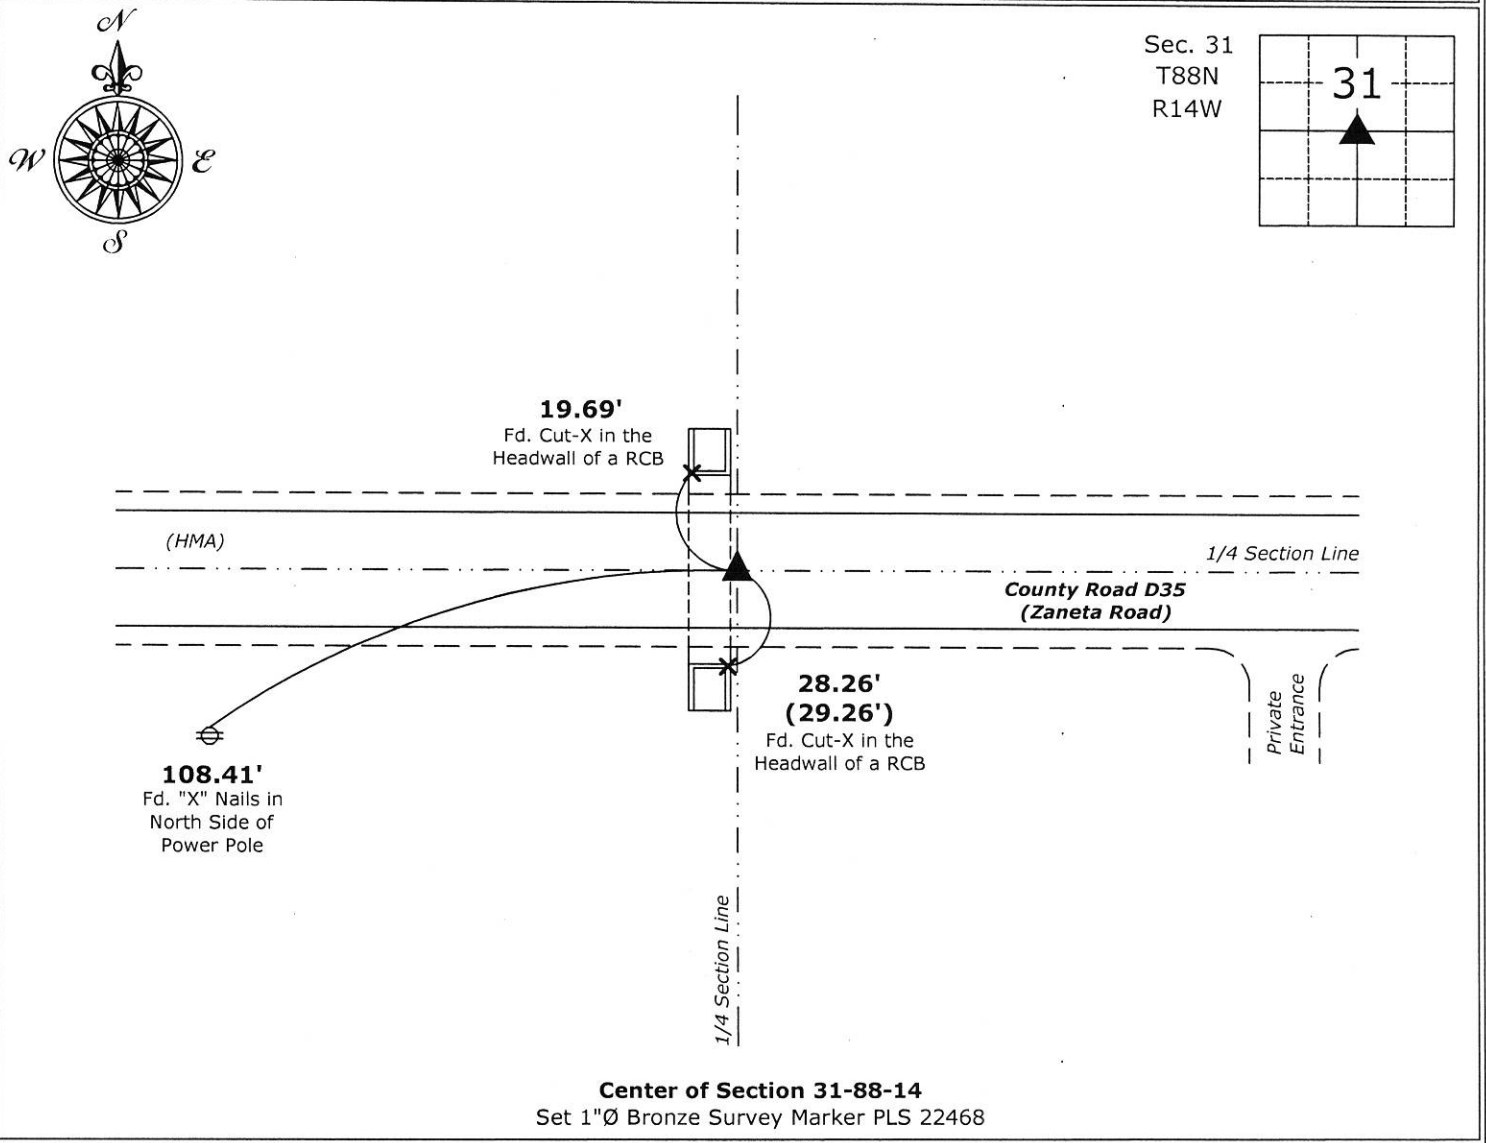 N
W
E
S
Sec. 31
T88N
R14W
31
19.69'
Fd. Cut-X in the
Headwall of a RCB
(HMA)
1/4 Section Line
County Road D35
(Zaneta Road)
28.26'
(29.26')
Fd. Cut-X in the
Headwall of a RCB
Private
Entrance
108.41'
Fd. "X" Nails in
North Side of
Power Pole
1/4 Section Line
Center of Section 31-88-14
Set 1"Ø Bronze Survey Marker PLS 22468